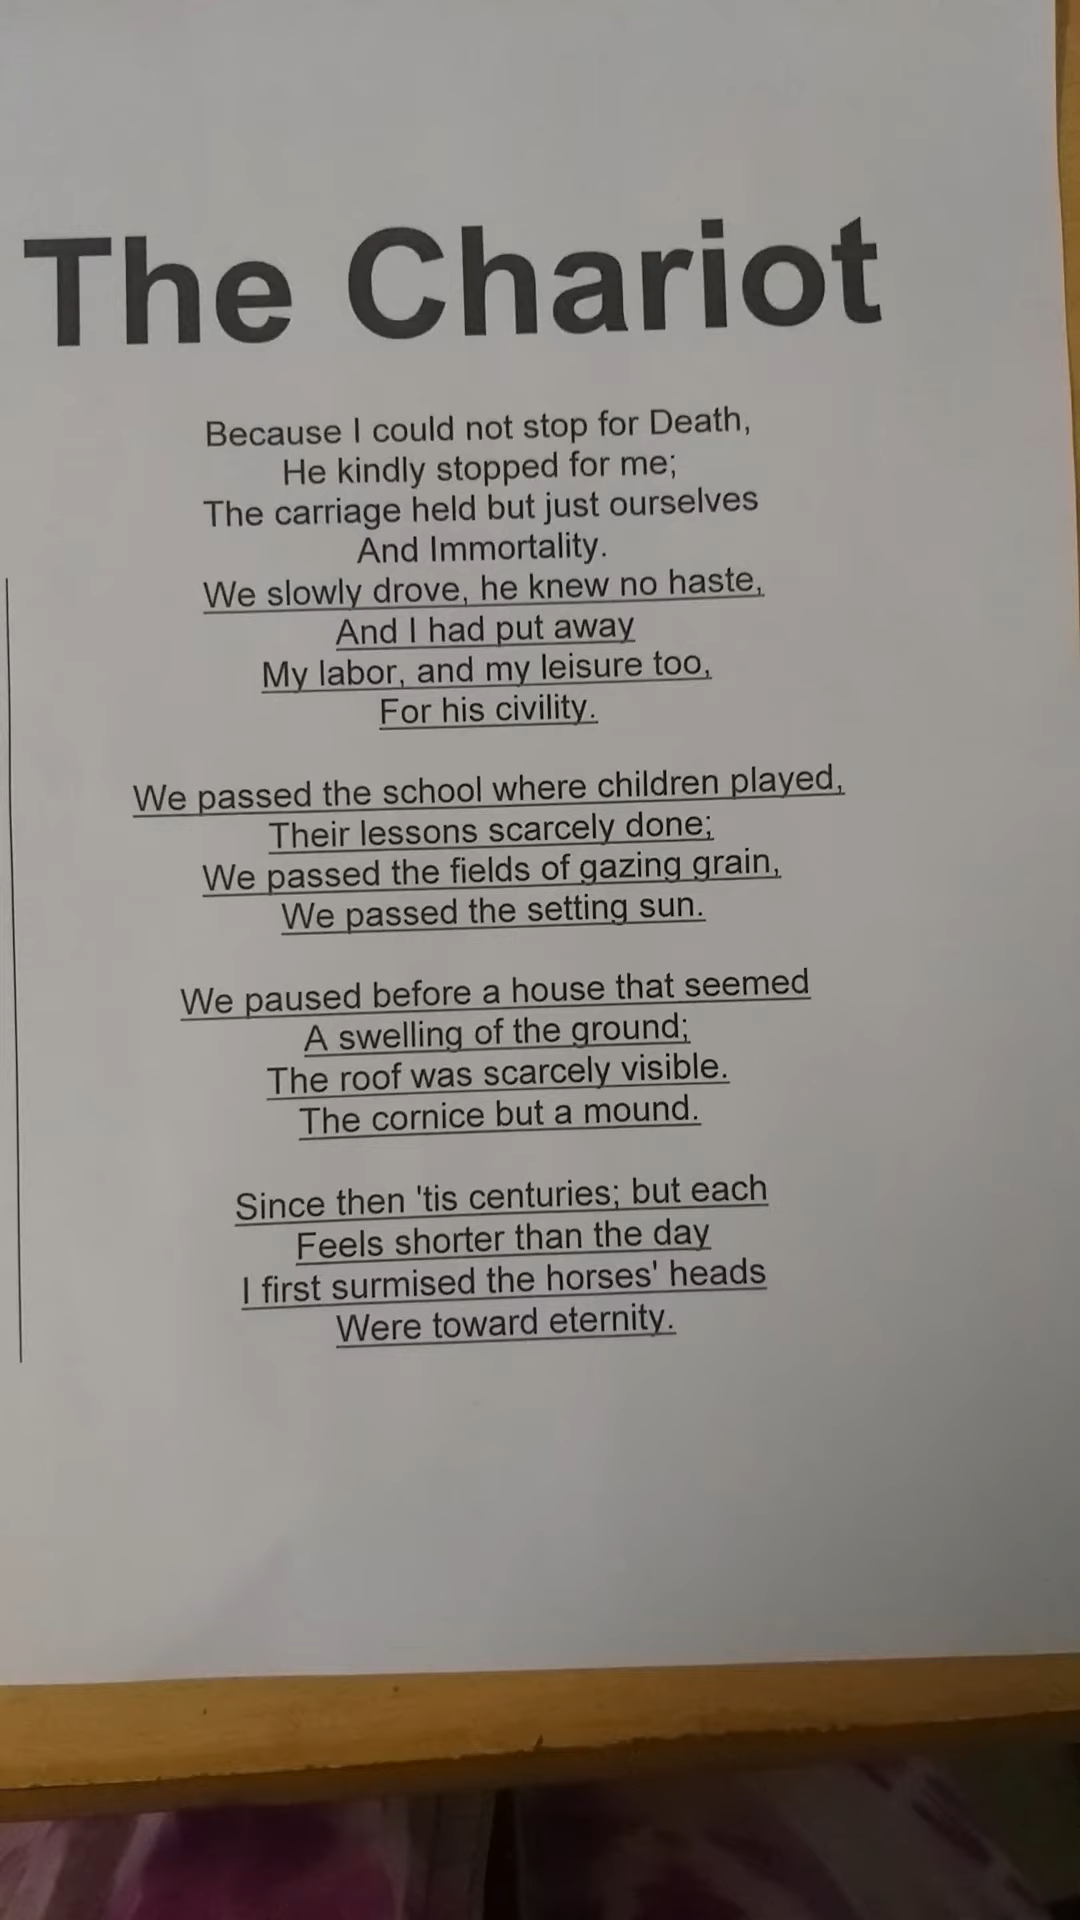 The Chariot
Because I could not stop for Death,
He kindly stopped for me;
The carriage held but just ourselves
And Immortality.
We slowly drove, he knew no haste,
And I had put away
My labor, and my leisure too,
For his civility.
We passed the school where children played,
Their lessons scarcely done;
We passed the fields of gazing grain,
We passed the setting sun.
We paused before a house that seemed
A swelling of the ground;
The roof was scarcely visible.
The cornice but a mound.
Since then 'tis centuries; but each
Feels shorter than the day
I first surmised the horses' heads
Were toward eternity.